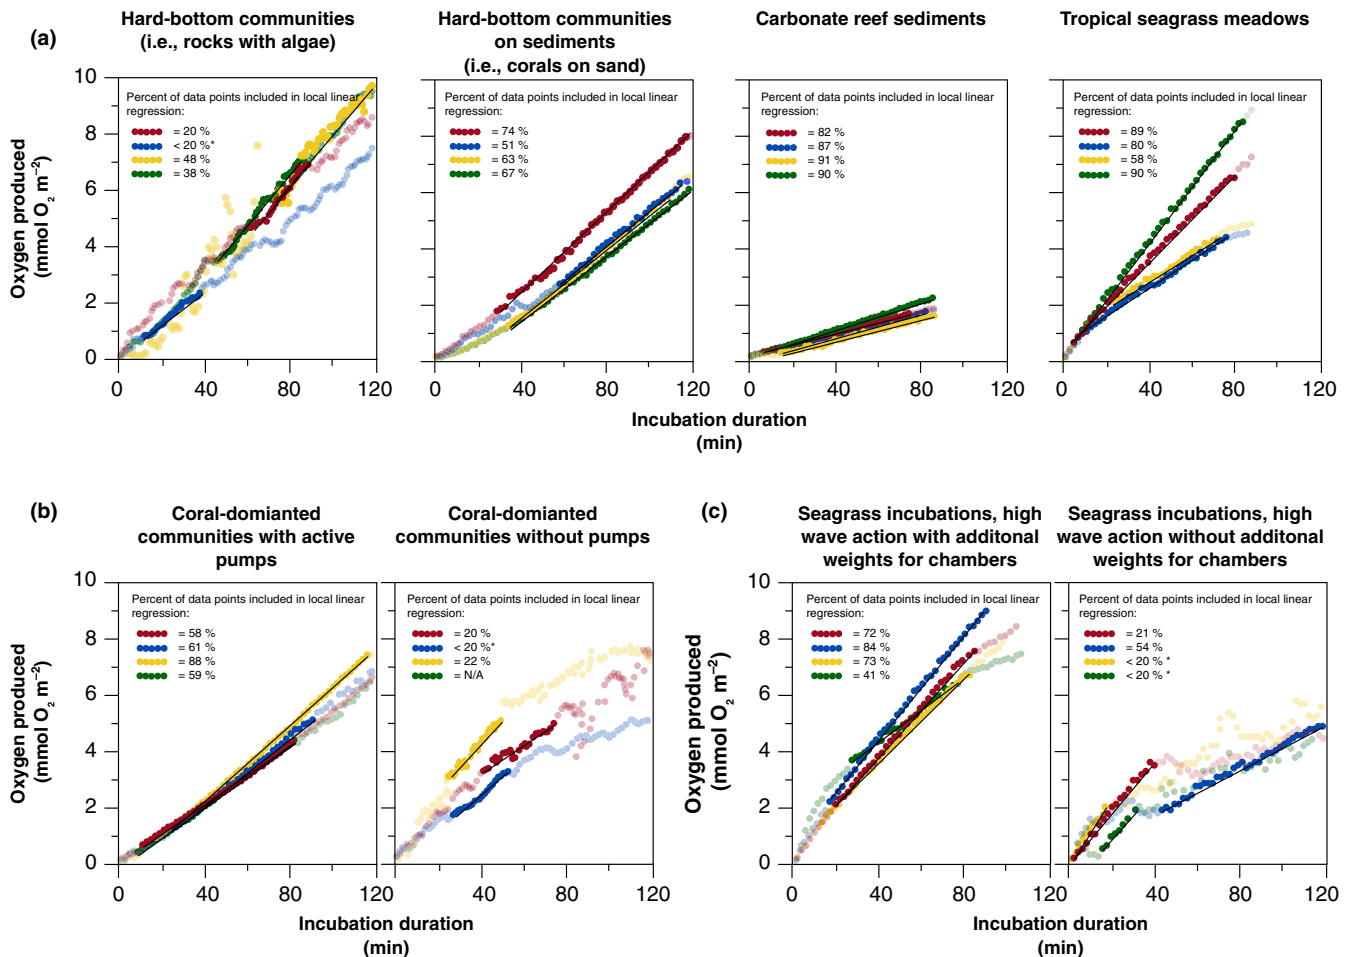 (a)
Hard-bottom communities
(i.e., rocks with algae)
Hard-bottom communities
on sediments
(i.e., corals on sand)
Carbonate reef sediments
Tropical seagrass meadows
Oxygen produced
(mmol O₂ m⁻²)
10
8
6
4
2
0
Percent of data points included in local linear
regression:
= 20 %
< 20 %*
= 48 %
= 38 %
0 40 80 120
Percent of data points included in local linear
regression:
= 74 %
= 51 %
= 63 %
= 67 %
0 40 80 120
Percent of data points included in local linear
regression:
= 82 %
= 87 %
= 91 %
= 90 %
0 40 80 120
Percent of data points included in local linear
regression:
= 89 %
= 80 %
= 58 %
= 90 %
0 40 80 120
Incubation duration
(min)
(b)
Coral-domianted
communities with active
pumps
Coral-domianted
communities without pumps
Oxygen produced
(mmol O₂ m⁻²)
10
8
6
4
2
0
Percent of data points included in local linear
regression:
= 58 %
= 61 %
= 88 %
= 59 %
0 40 80 120
Percent of data points included in local linear
regression:
= 20 %
< 20 %*
= 22 %
= N/A
0 40 80 120
Incubation duration
(min)
(c)
Seagrass incubations, high
wave action with additonal
weights for chambers
Seagrass incubations, high
wave action without additonal
weights for chambers
Oxygen produced
(mmol O₂ m⁻²)
10
8
6
4
2
0
Percent of data points included in local linear
regression:
= 72 %
= 84 %
= 73 %
= 41 %
0 40 80 120
Percent of data points included in local linear
regression:
= 21 %
= 54 %
< 20 % *
< 20% *
0 40 80 120
Incubation duration
(min)